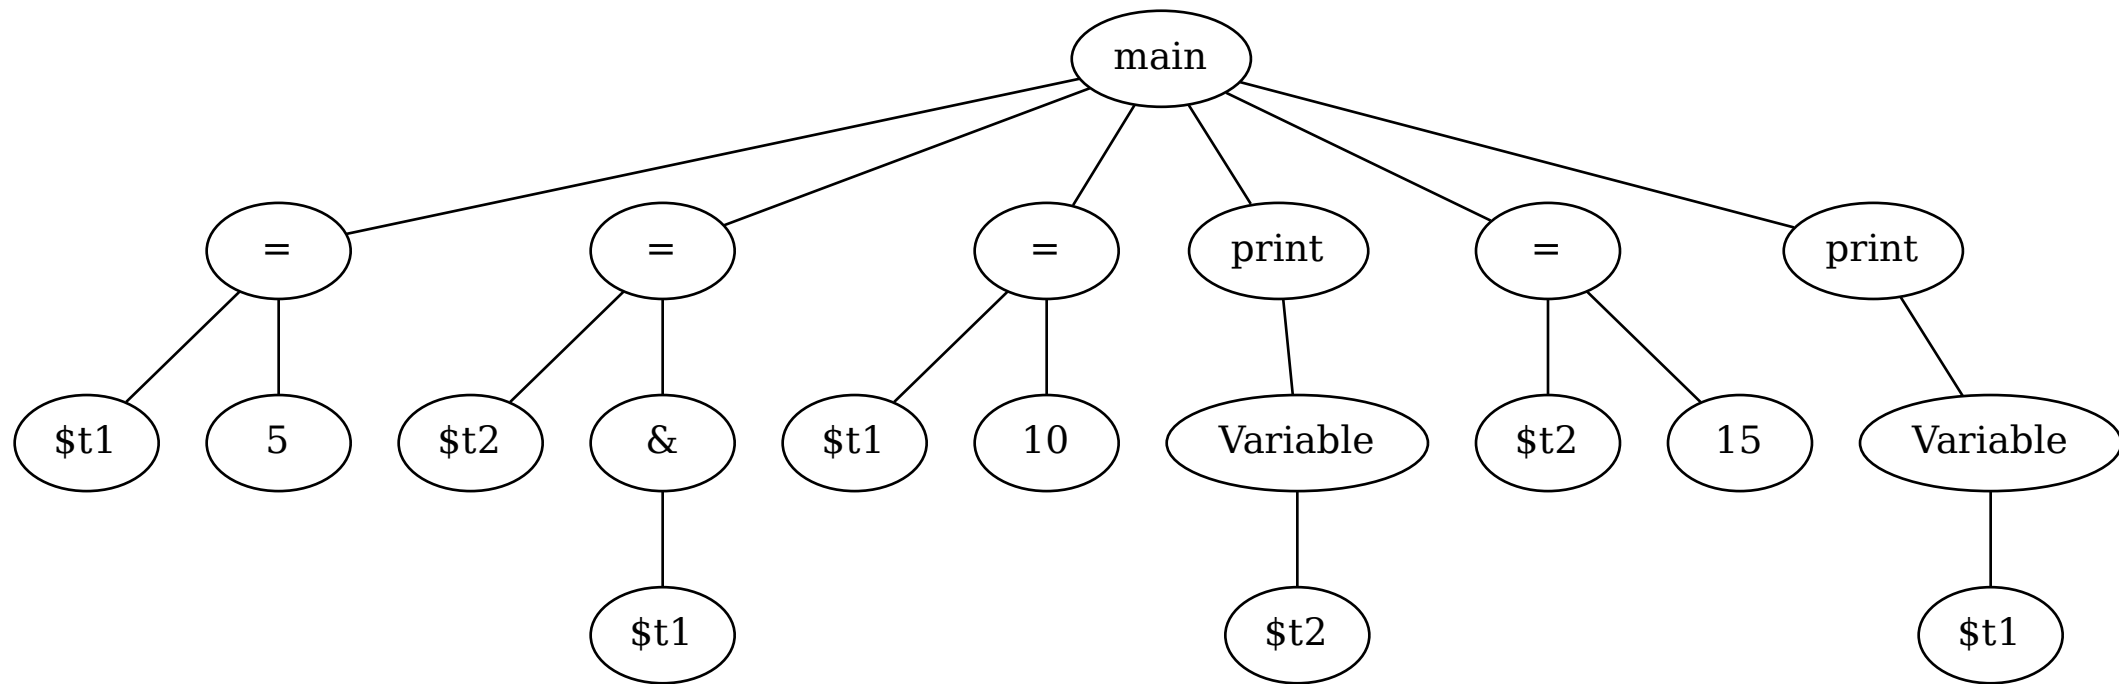 main
= = = print = print
$t1 5 $t2 & $t1 10 Variable $t2 15 Variable
$t1 $t2 $t1